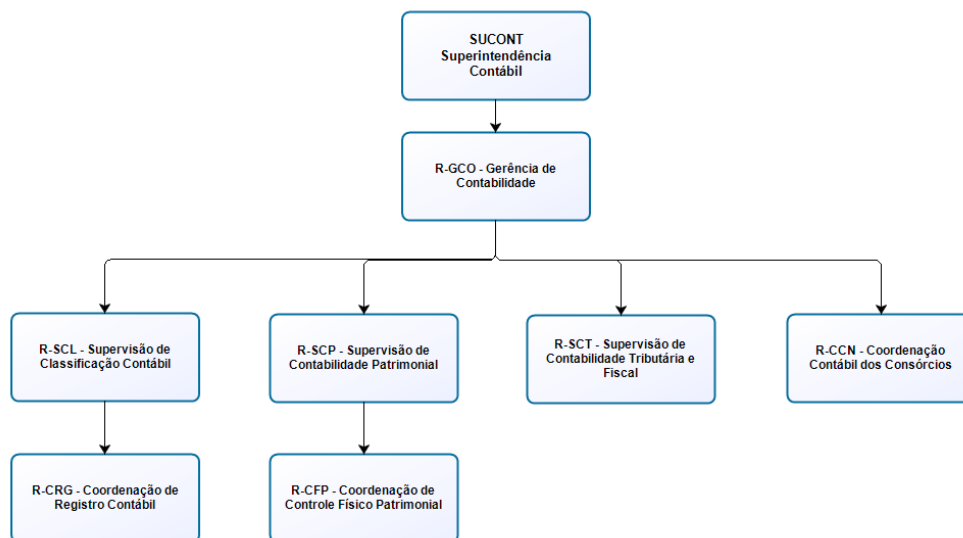 SUCONT
Superintendência
Contábil
R-GCO - Gerência de
Contabilidade
R-SCL - Supervisão de
Classificação Contábil
R-SCP - Supervisão de
Contabilidade Patrimonial
R-SCT - Supervisão de
Contabilidade Tributária e
Fiscal
R-CCN - Coordenação
Contábil dos Consórcios
R-CRG - Coordenação de
Registro Contábil
R-CFP - Coordenação de
Controle Físico Patrimonial